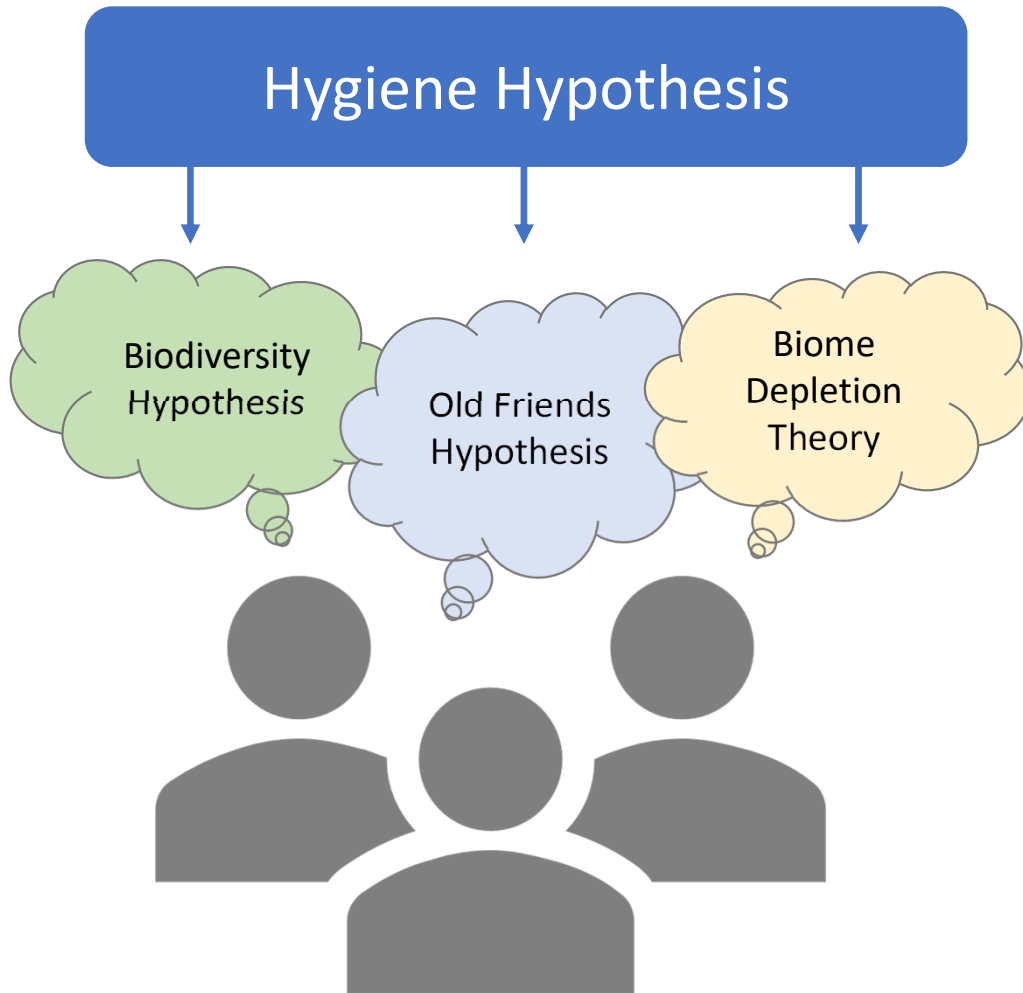 Hygiene Hypothesis
Biodiversity
Hypothesis
Old Friends
Hypothesis
Biome
Depletion
Theory